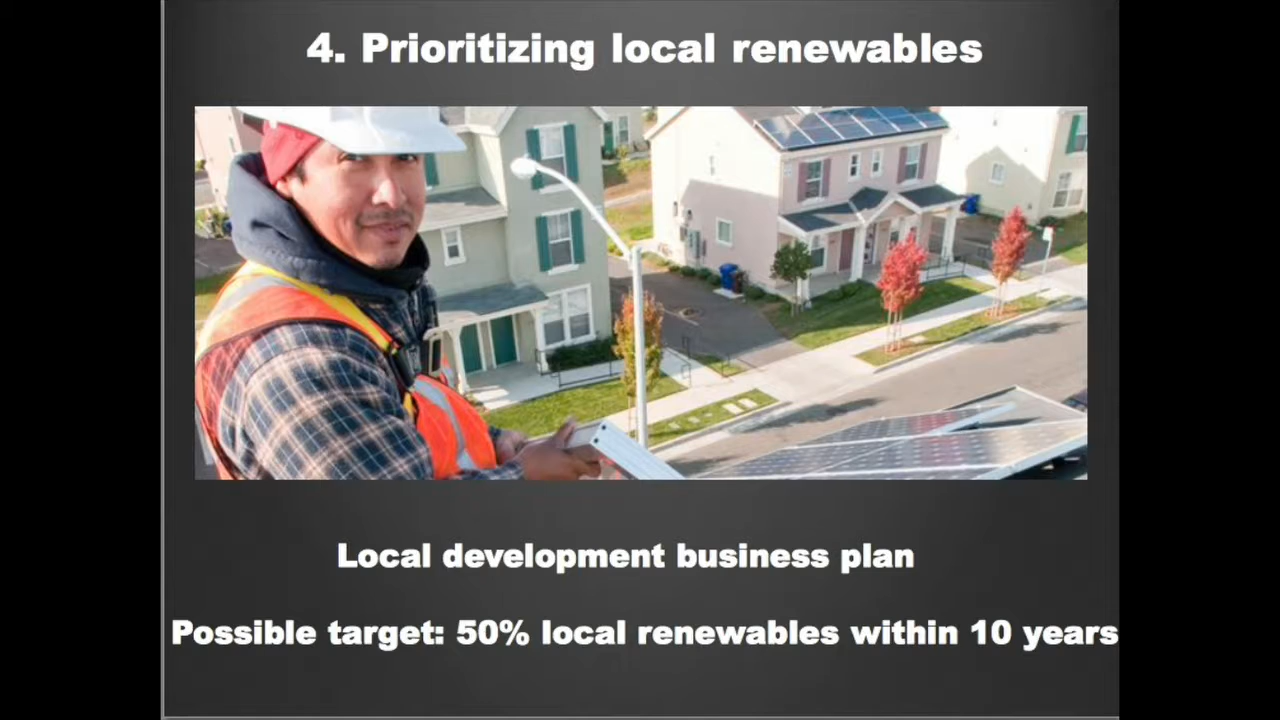 4. Prioritizing local renewables
Local development business plan
Possible target: 50% local renewables within 10 years